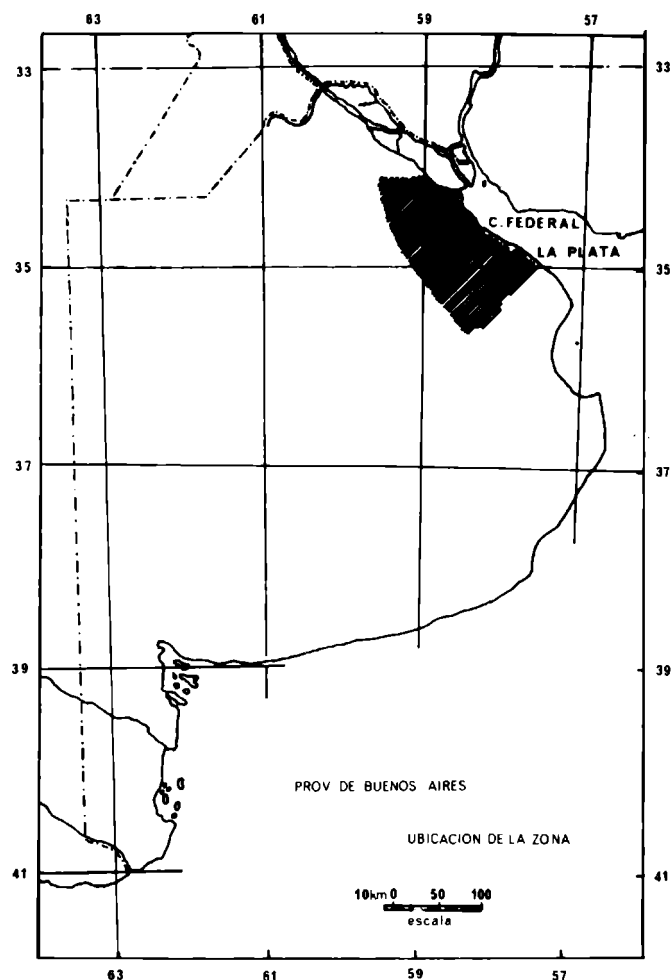 63 61 59 57
33 33
C. FEDERAL
LA PLATA
35 35
37 37
39 39
PROV DE BUENOS AIRES
UBICACION DE LA ZONA
41 41
10km 0 50 100
escala
63 61 59 57